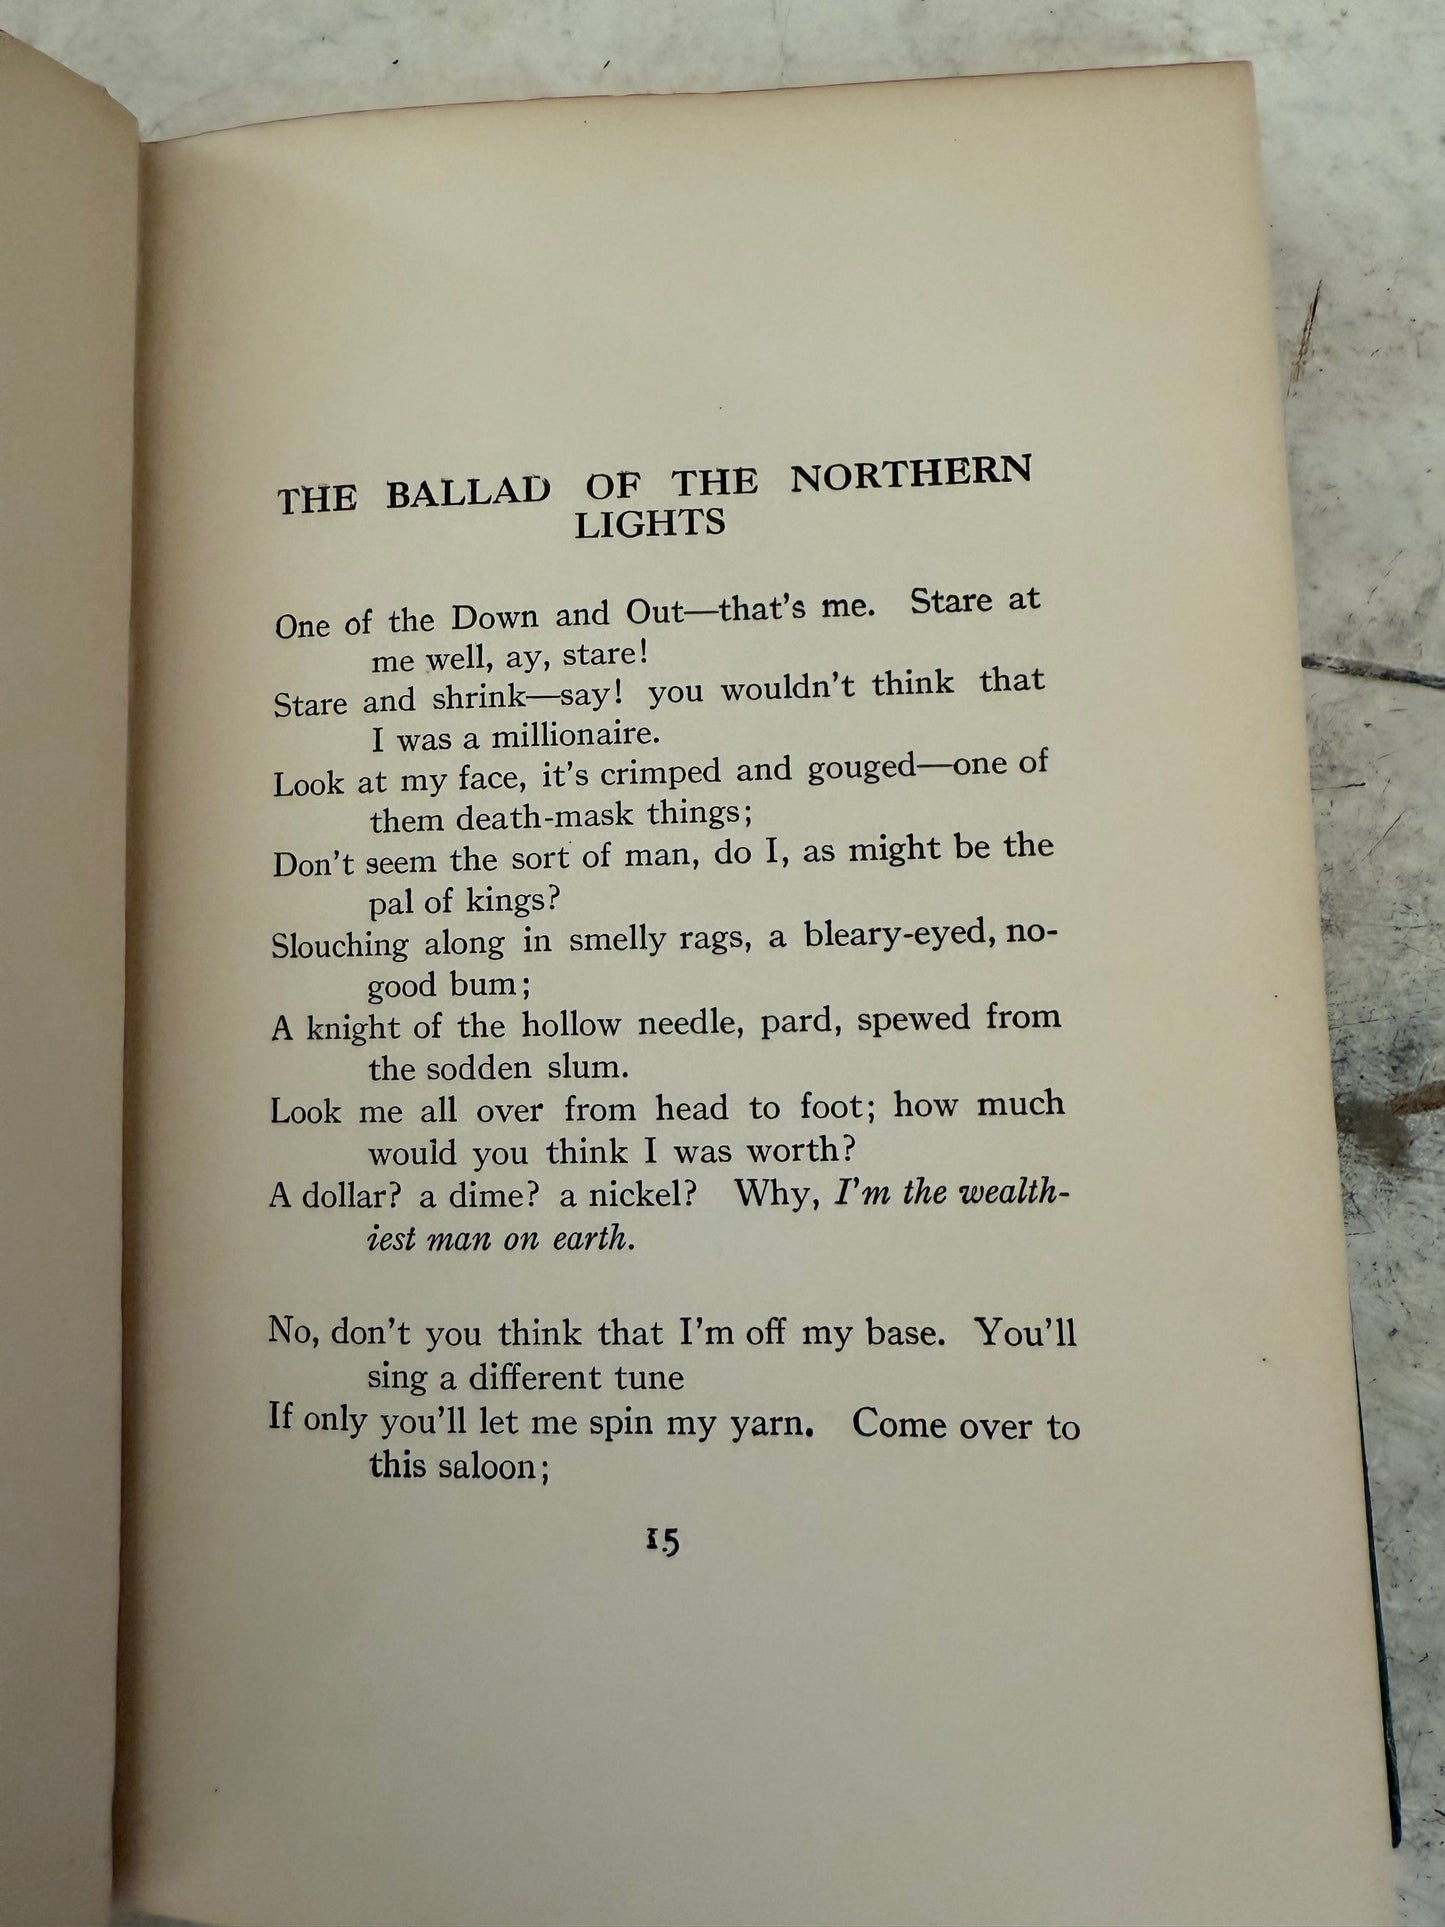 THE BALLAD OF THE NORTHERN
LIGHTS
One of the Down and Out—that's me. Stare at
me well, ay, stare!
Stare and shrink—say! you wouldn't think that
I was a millionaire.
Look at my face, it's crimped and gouged—one of
them death-mask things;
Don't seem the sort of man, do I, as might be the
pal of kings?
Slouching along in smelly rags, a bleary-eyed, no-
good bum;
A knight of the hollow needle, pard, spewed from
the sodden slum.
Look me all over from head to foot; how much
would you think I was worth?
A dollar? a dime? a nickel? Why, I'm the wealth-
iest man on earth.
No, don't you think that I'm off my base. You'll
sing a different tune
If only you'll let me spin my yarn. Come over to
this saloon;
15